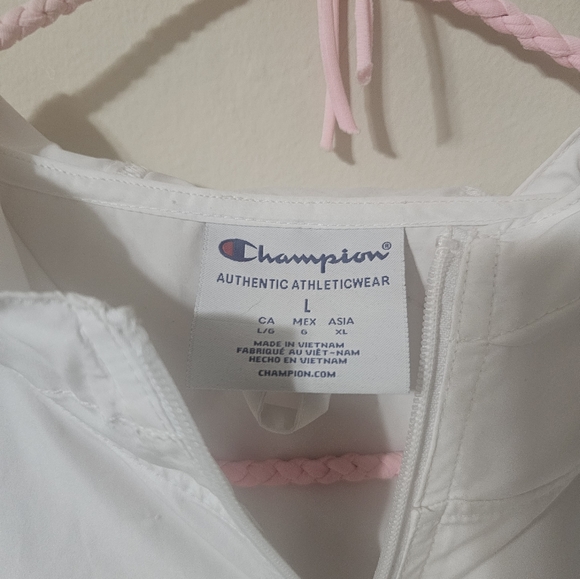 Champion®
AUTHENTIC ATHLETICWEAR
L
CA MEX ASIA
L/G G XL
MADE IN VIETNAM
FABRIQUÉ AU VIÊT-NAM
HECHO EN VIETNAM
CHAMPION.COM